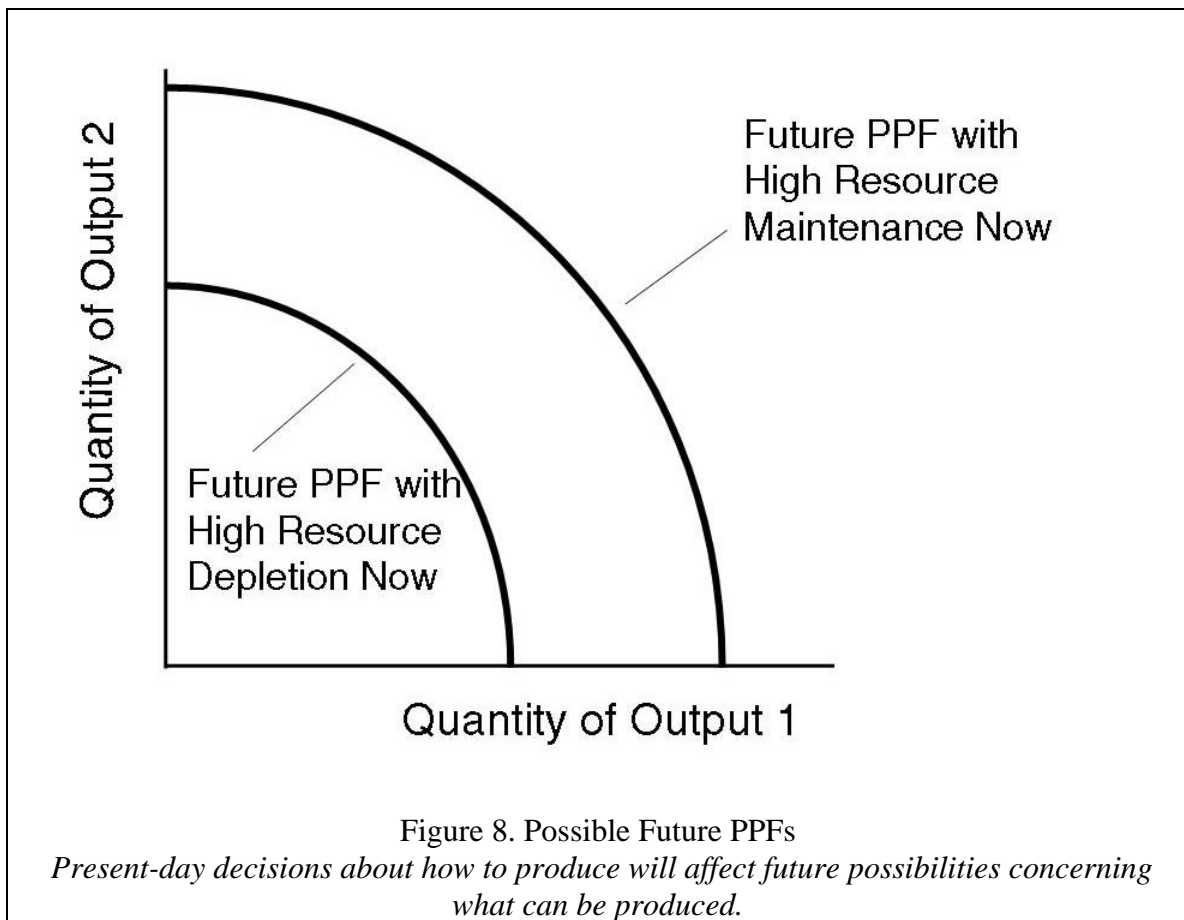 Quantity of Output 2
Future PPF with
High Resource
Maintenance Now
Future PPF with
High Resource
Depletion Now
Quantity of Output 1
Figure 8. Possible Future PPFs
Present-day decisions about how to produce will affect future possibilities concerning
what can be produced.